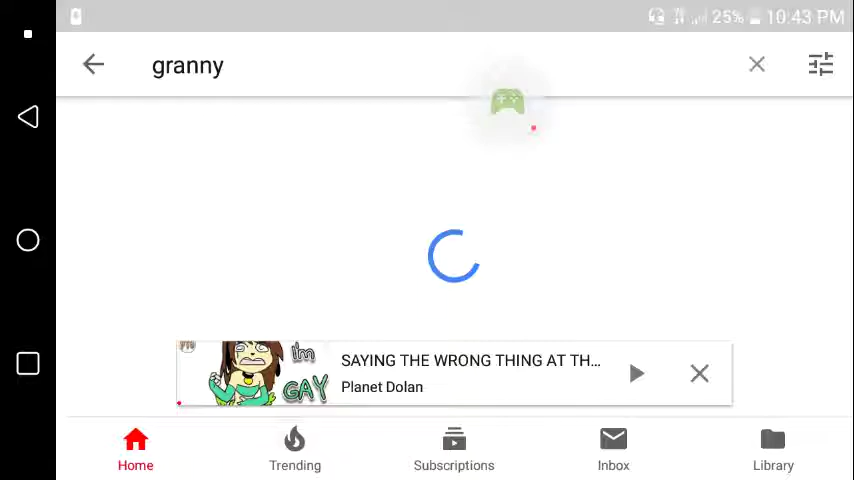 25% 10:43 PM
granny
I'm
GAY
SAYING THE WRONG THING AT TH...
Planet Dolan
Home
Trending
Subscriptions
Inbox
Library